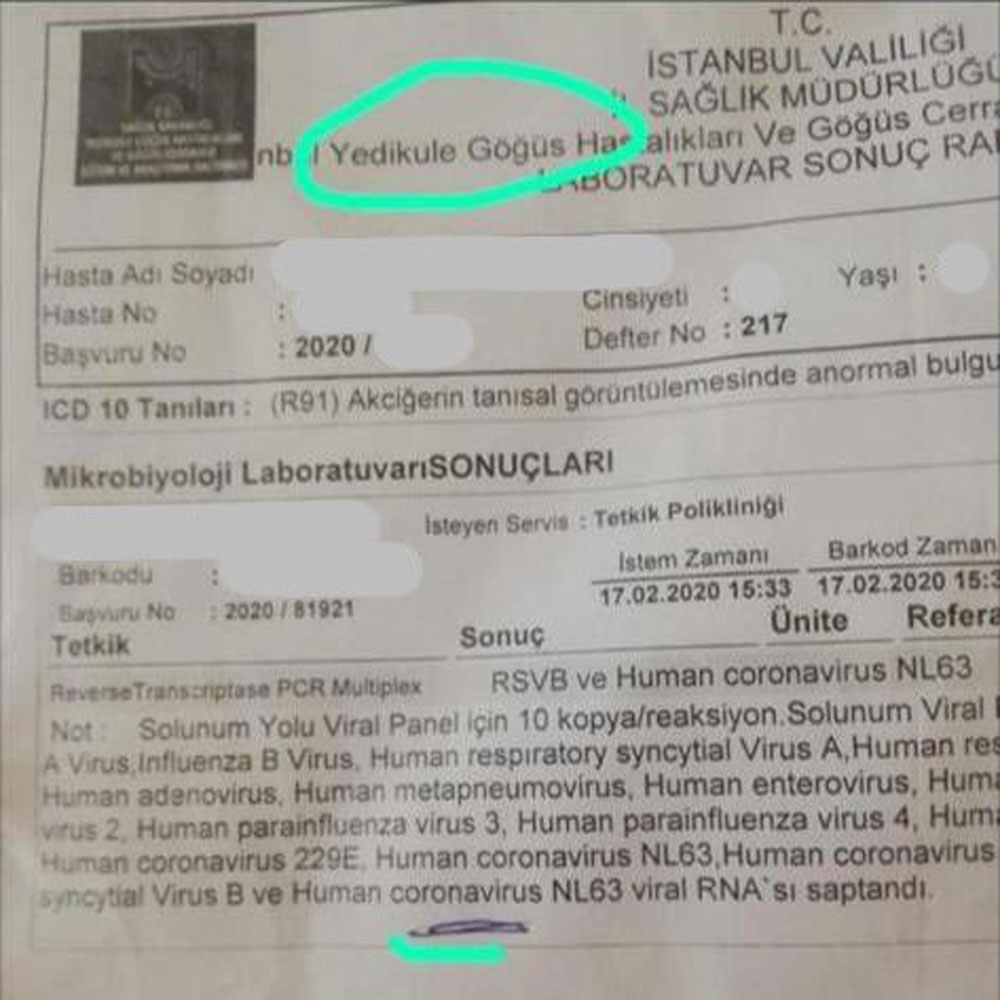 T.C.
İSTANBUL VALİLİĞİ
SAĞLIK MÜDÜRLÜĞÜ
Yedikule Göğüs Hastalıkları Ve Göğüs
LABORATUVAR SONUÇ
Hasta Adı Soyadı
Hasta No :
Cinsiyeti : Yaşı :
Başvuru No : 2020 /
Defter No : 217
ICD 10 Tanıları : (R91) Akciğerin tanısal görüntülemesinde anormal bulgu
Mikrobiyoloji LaboratuvarıSONUÇLARI
İsteyen Servis : Tetkik Polikliniği
Barkodu :
İstem Zamanı Barkod Zaman
Başvuru No : 2020 / 81921
17.02.2020 15:33 17.02.2020 15:3
Tetkik Sonuç Ünite Refera
ReverseTranscriptase PCR Multiplex RSVB ve Human coronavirus NL63
Not : Solunum Yolu Viral Panel için 10 kopya/reaksiyon.Solunum Viral
A Virus,Influenza B Virus, Human respiratory syncytial Virus A,Human res
Human adenovirus, Human metapneumovirus, Human enterovirus, Huma
virus 2, Human parainfluenza virus 3, Human parainfluenza virus 4, Huma
Human coronavirus 229E, Human coronavirus NL63,Human coronavirus
syncytial Virus B ve Human coronavirus NL63 viral RNA`sı saptandı.